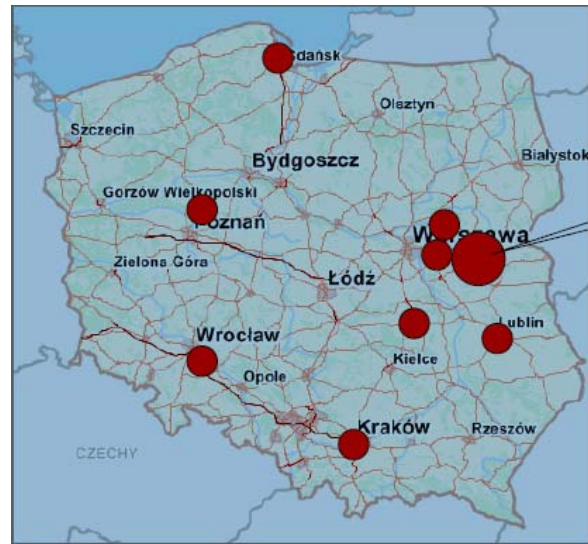 Gdańsk
Olsztyn
Szczecin
Białystok
Bydgoszcz
Gorzów Wielkopolski
Poznań
Warszawa
Zielona Góra
Łódź
Wrocław
Lublin
Kielce
Opole
Kraków
Rzeszów
CZECHY